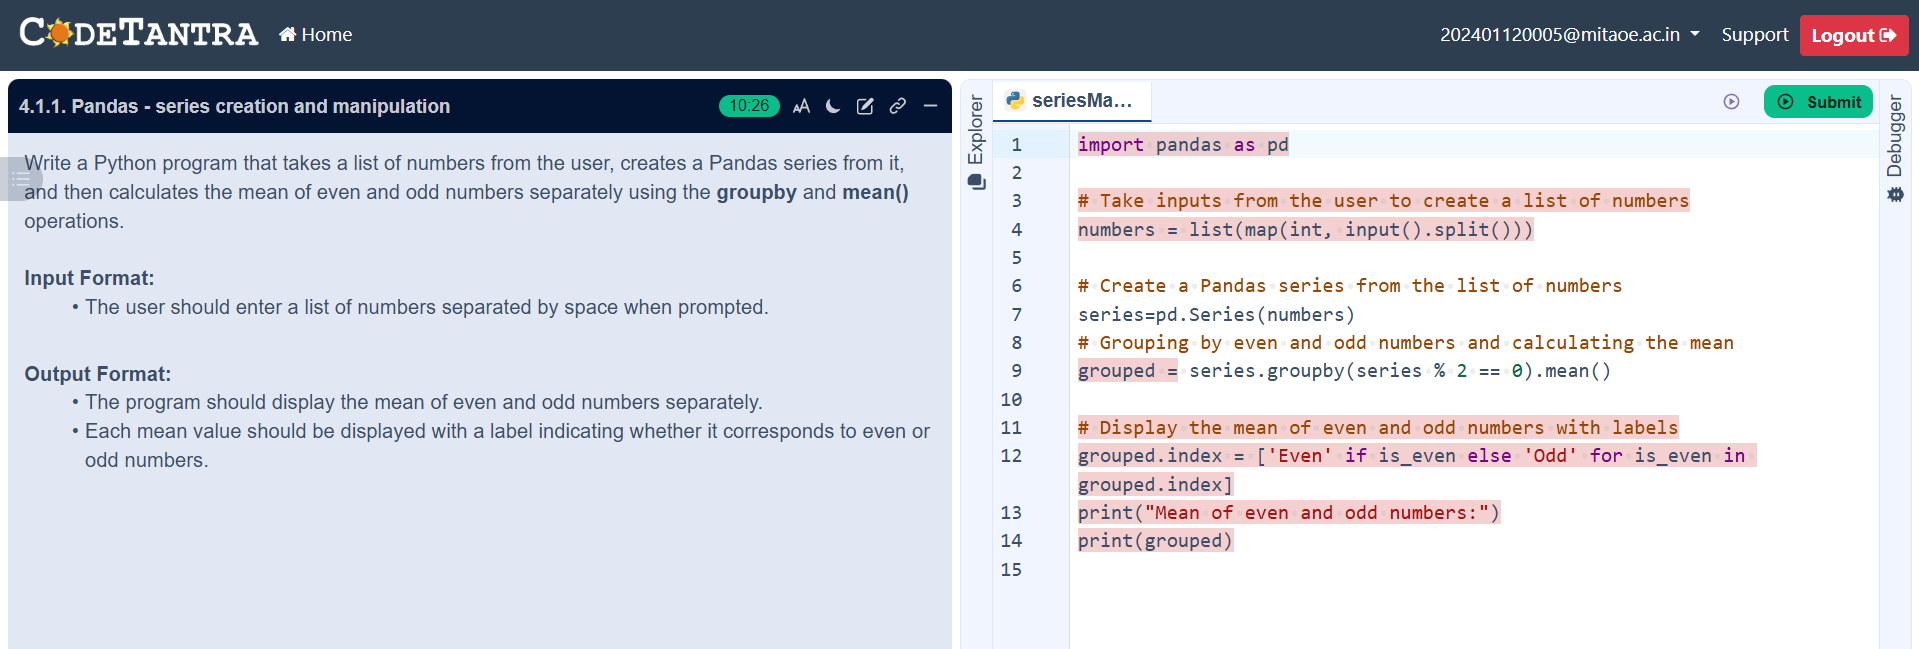 CODETANTRA Home 202401120005@mitaoe.ac.in Support Logout
4.1.1. Pandas - series creation and manipulation 10:26 AA
Write a Python program that takes a list of numbers from the user, creates a Pandas series from it,
and then calculates the mean of even and odd numbers separately using the groupby and mean()
operations.
Input Format:
• The user should enter a list of numbers separated by space when prompted.
Output Format:
• The program should display the mean of even and odd numbers separately.
• Each mean value should be displayed with a label indicating whether it corresponds to even or
odd numbers.
Explorer
seriesMa...
Submit
1 import pandas as pd
2
3 # Take inputs from the user to create a list of numbers
4 numbers = list(map(int, input().split()))
5
6 # Create a Pandas series from the list of numbers
7 series=pd.Series(numbers)
8 # Grouping by even and odd numbers and calculating the mean
9 grouped = series.groupby(series % 2 == 0).mean()
10
11 # Display the mean of even and odd numbers with labels
12 grouped.index = ['Even' if is_even else 'Odd' for is_even in
grouped.index]
13 print("Mean of even and odd numbers:")
14 print(grouped)
15
Debugger